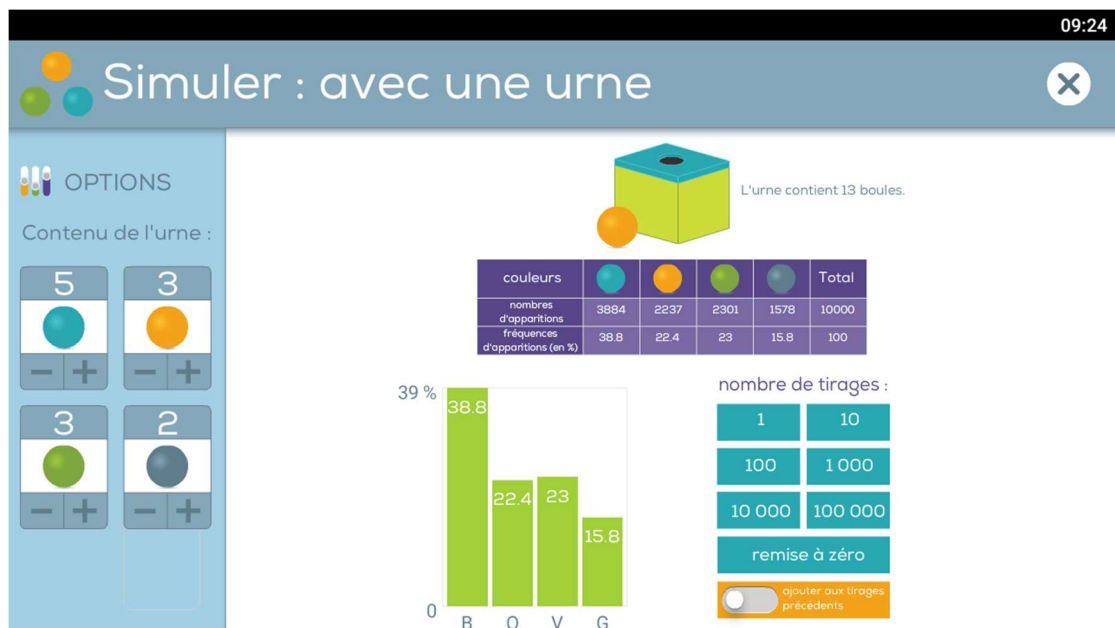 09:24
Simuler : avec une urne
OPTIONS
Contenu de l'urne :
5 3
3 2
L'urne contient 13 boules.
couleurs Total
nombres d'apparitions 3884 2237 2301 1578 10000
fréquences d'apparitions (en %) 38.8 22.4 23 15.8 100
39 %
38.8 22.4 23 15.8
0
B O V G
nombre de tirages :
1 10
100 1 000
10 000 100 000
remise à zéro
ajouter aux tirages
précédents